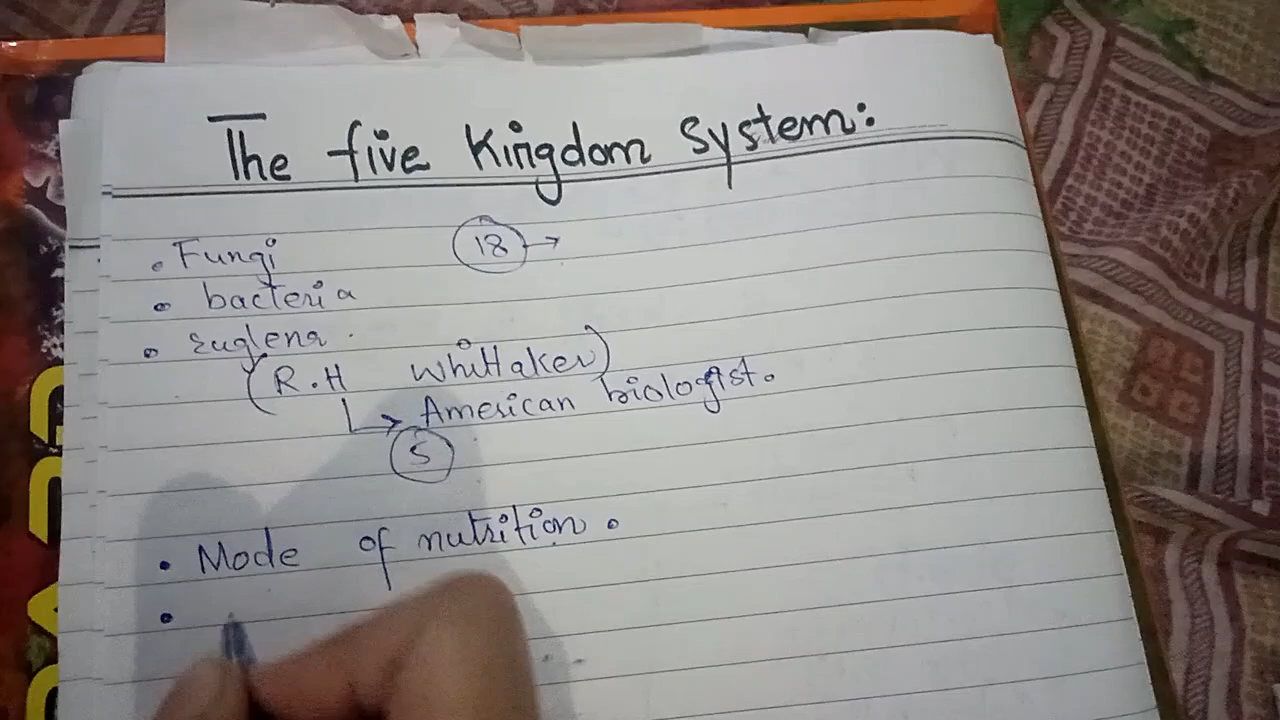 The five Kingdom System:
• Fungi 18 →
• bacteria
• euglena
(R.H Whittaker)
↳ American biologist.
5
• Mode of nutrition.
•